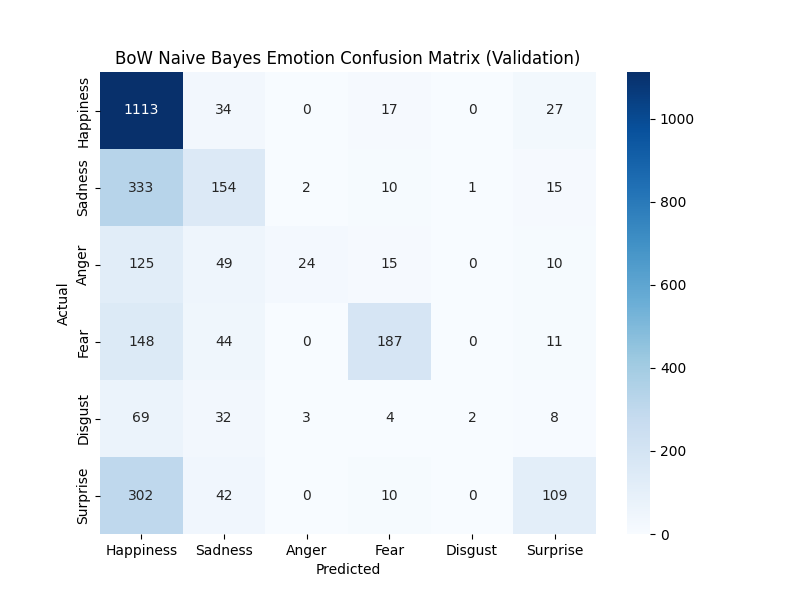 BoW Naive Bayes Emotion Confusion Matrix (Validation)
Actual
Happiness 1113 34 0 17 0 27
Sadness 333 154 2 10 1 15
Anger 125 49 24 15 0 10
Fear 148 44 0 187 0 11
Disgust 69 32 3 4 2 8
Surprise 302 42 0 10 0 109
Happiness Sadness Anger Fear Disgust Surprise
Predicted
1000
800
600
400
200
0